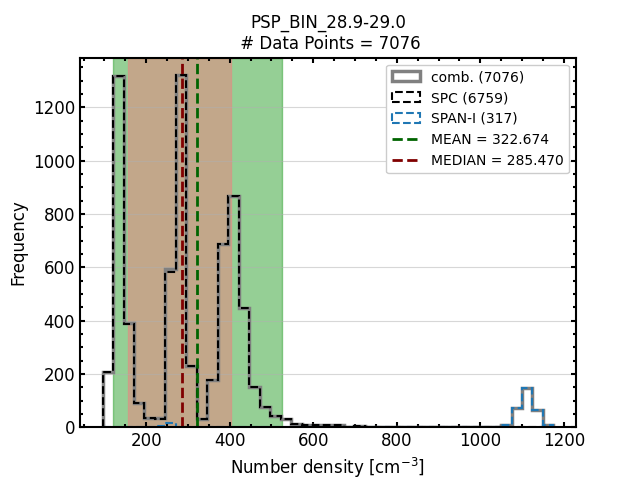 PSP_BIN_28.9-29.0
# Data Points = 7076
comb. (7076)
SPC (6759)
SPAN-I (317)
MEAN = 322.674
MEDIAN = 285.470
Frequency
1200
1000
800
600
400
200
0
200 400 600 800 1000 1200
Number density [cm⁻³]